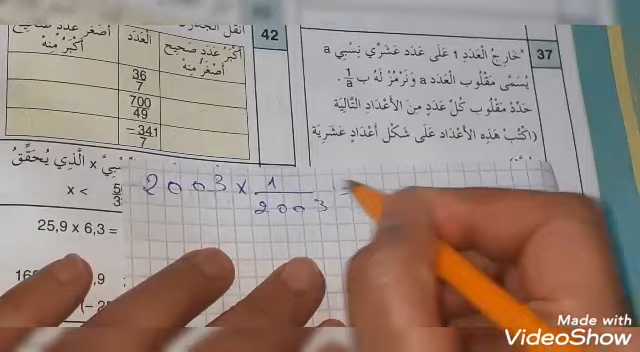 37
خارج العدد 1 على عدد عشري نسبي a
يسمى مقلوب العدد a ونرمز له ب 1/a.
حدد مقلوب كل عدد من الأعداد التالية
(اكتب هذه الأعداد على شكل أعداد عشرية
42
انقل
أكبر عدد صحيح أصغر منه
العدد
أصغر عدد صحيح أكبر منه
36/7
700/49
-341/7
x الذي يحقق
x < 5/3
25,9 x 6,3 =
2003 × 1/2003 =
Made with
VideoShow